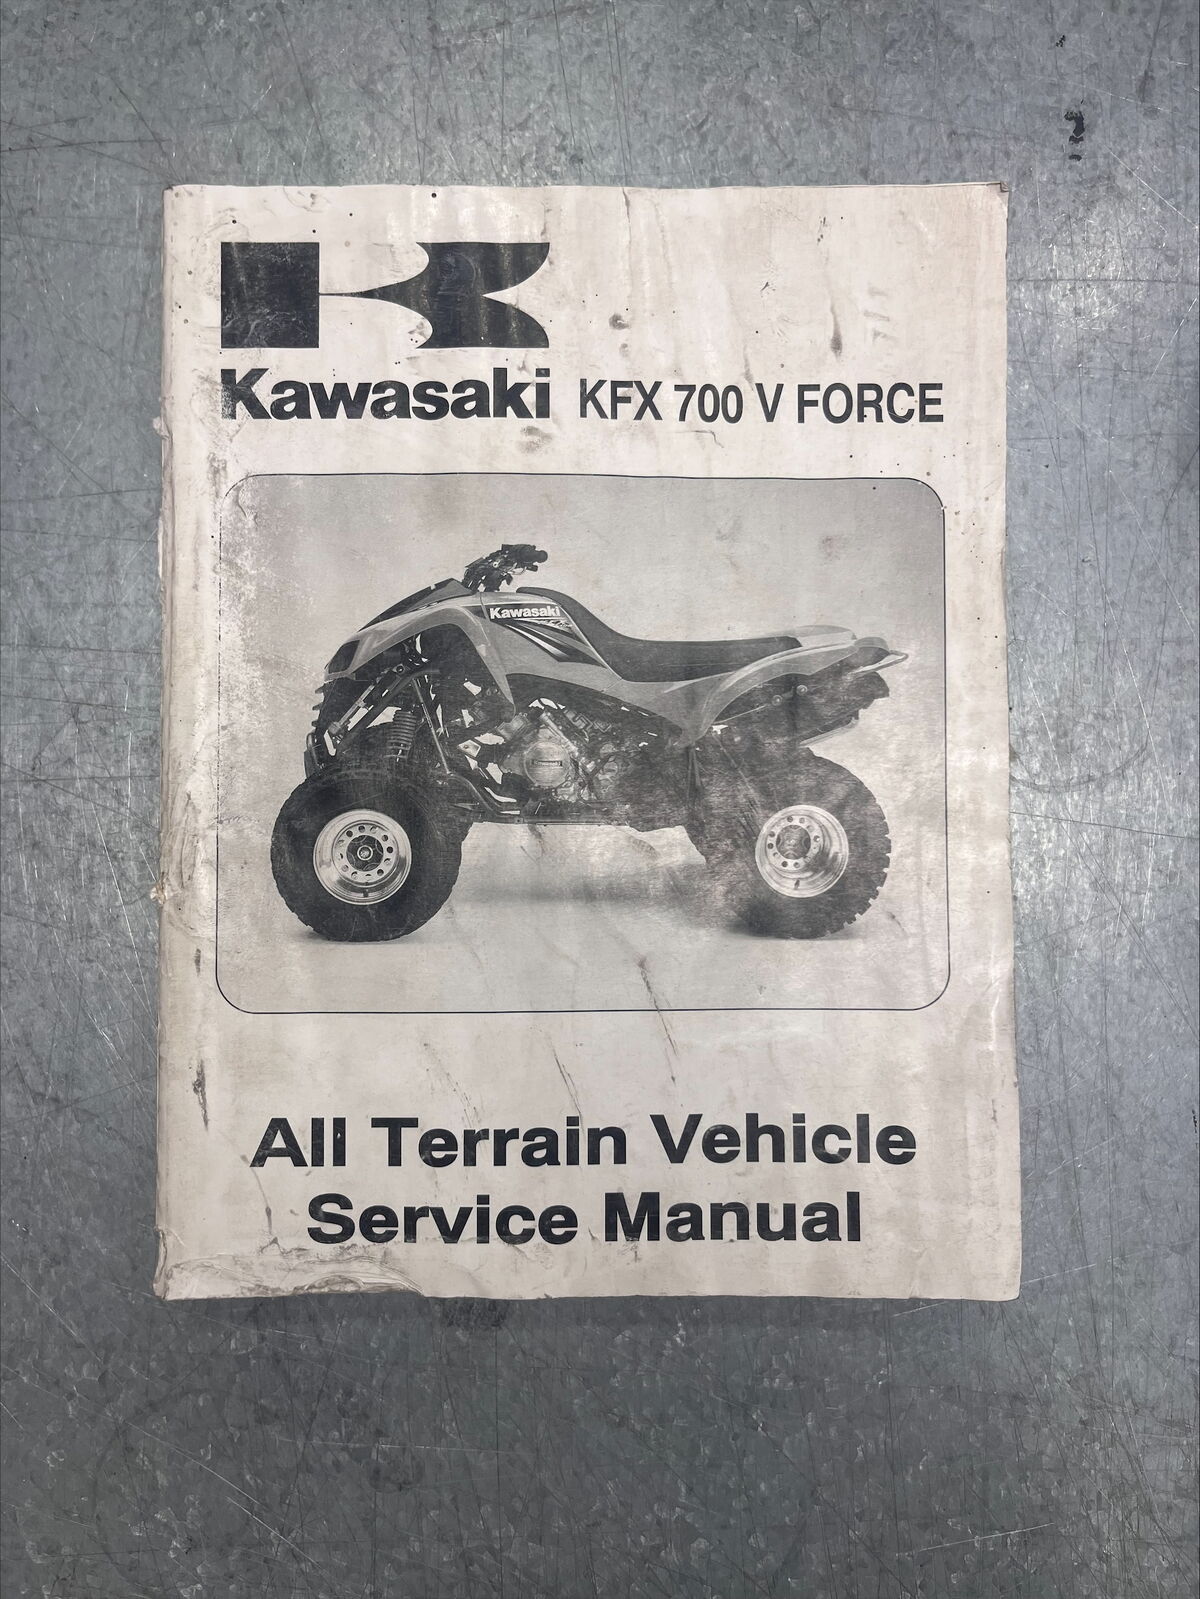 Kawasaki KFX 700 V FORCE
Kawasaki
All Terrain Vehicle
Service Manual